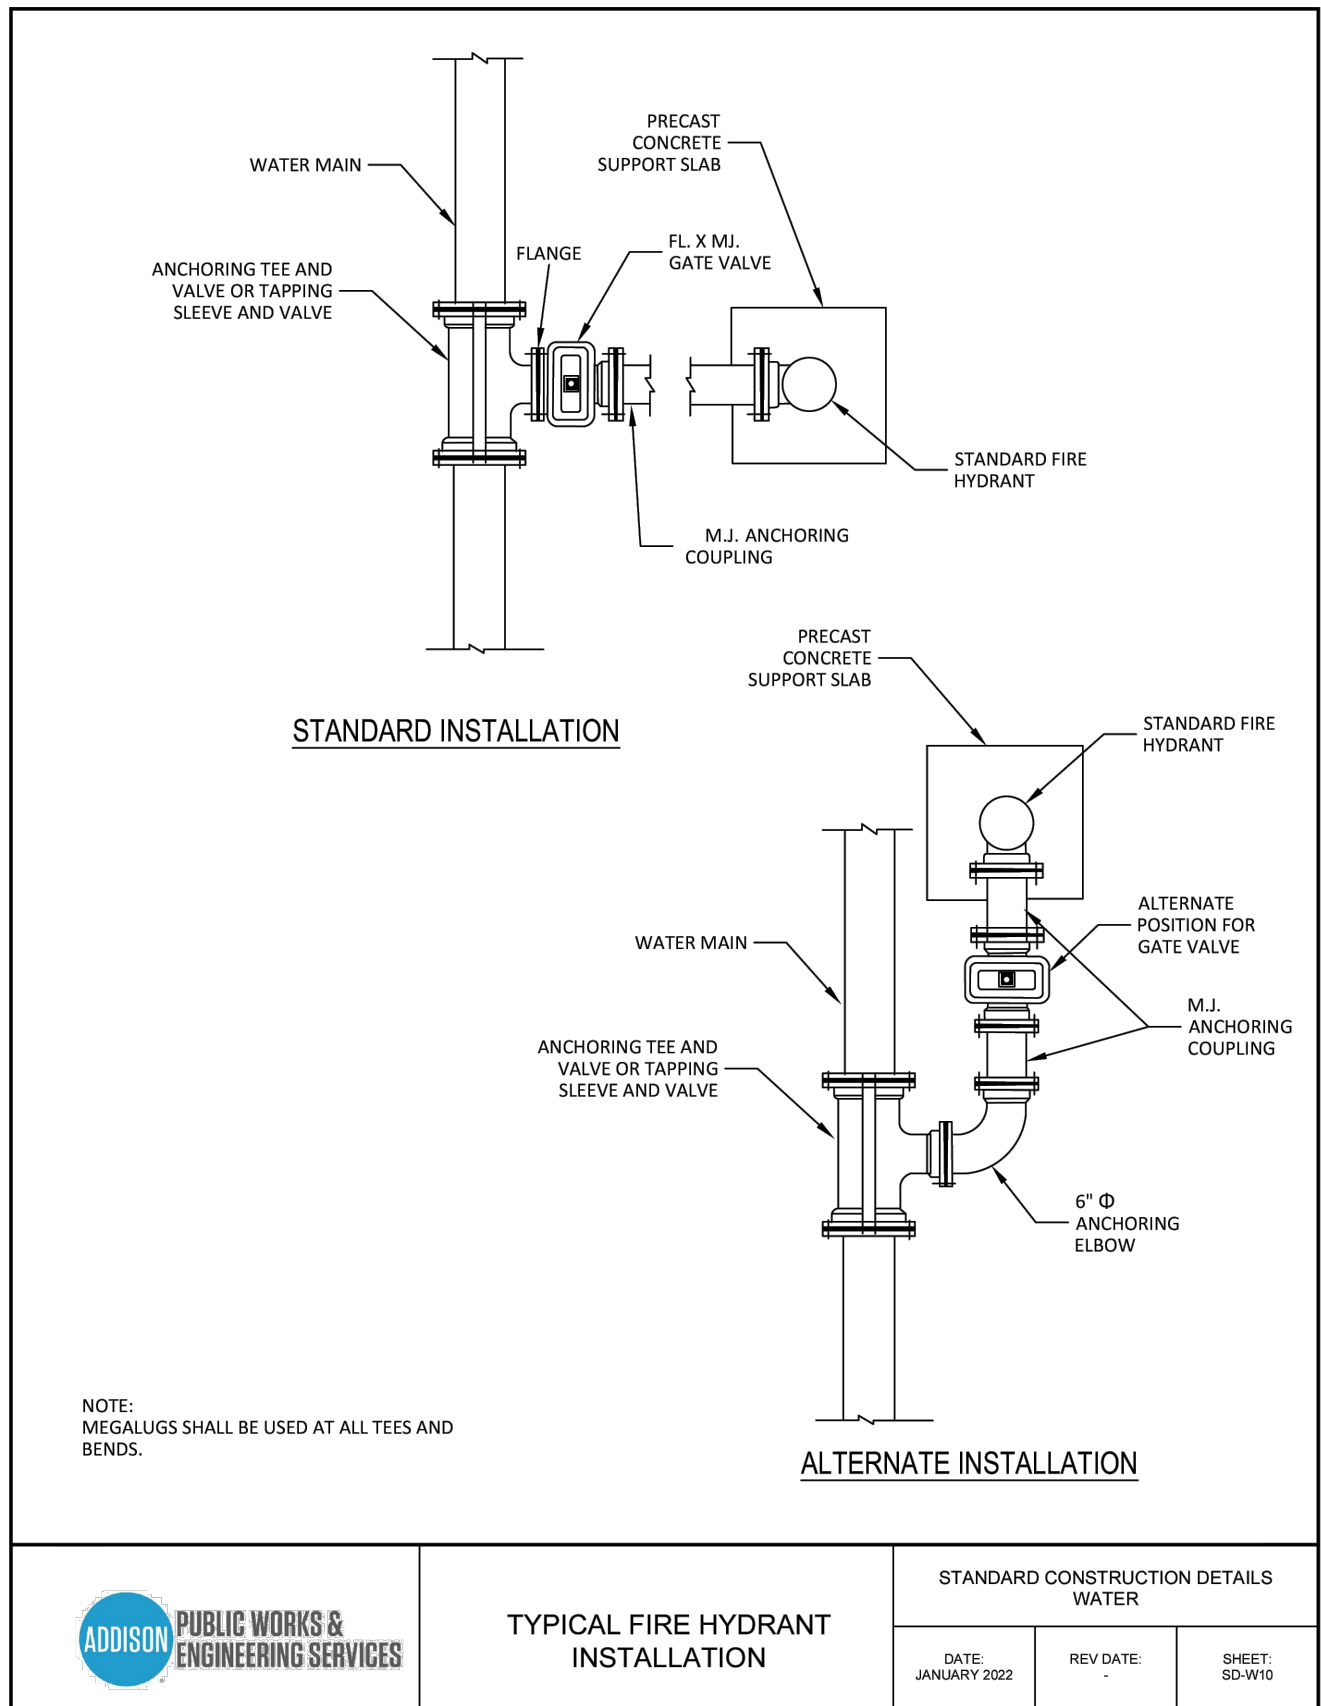 PRECAST
CONCRETE
SUPPORT SLAB
WATER MAIN
FLANGE
FL. X MJ.
GATE VALVE
ANCHORING TEE AND
VALVE OR TAPPING
SLEEVE AND VALVE
STANDARD FIRE
HYDRANT
M.J. ANCHORING
COUPLING
STANDARD INSTALLATION
PRECAST
CONCRETE
SUPPORT SLAB
STANDARD FIRE
HYDRANT
ALTERNATE
POSITION FOR
GATE VALVE
WATER MAIN
M.J.
ANCHORING
COUPLING
ANCHORING TEE AND
VALVE OR TAPPING
SLEEVE AND VALVE
6" Φ
ANCHORING
ELBOW
NOTE:
MEGALUGS SHALL BE USED AT ALL TEES AND
BENDS.
ALTERNATE INSTALLATION
ADDISON
PUBLIC WORKS &
ENGINEERING SERVICES
TYPICAL FIRE HYDRANT
INSTALLATION
STANDARD CONSTRUCTION DETAILS
WATER
DATE:
JANUARY 2022
REV DATE:
-
SHEET:
SD-W10